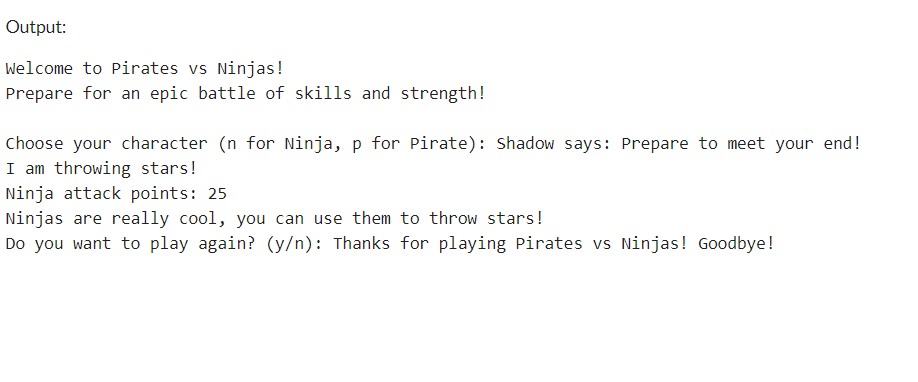 Output:
Welcome to Pirates vs Ninjas!
Prepare for an epic battle of skills and strength!
Choose your character (n for Ninja, p for Pirate): Shadow says: Prepare to meet your end!
I am throwing stars!
Ninja attack points: 25
Ninjas are really cool, you can use them to throw stars!
Do you want to play again? (y/n): Thanks for playing Pirates vs Ninjas! Goodbye!